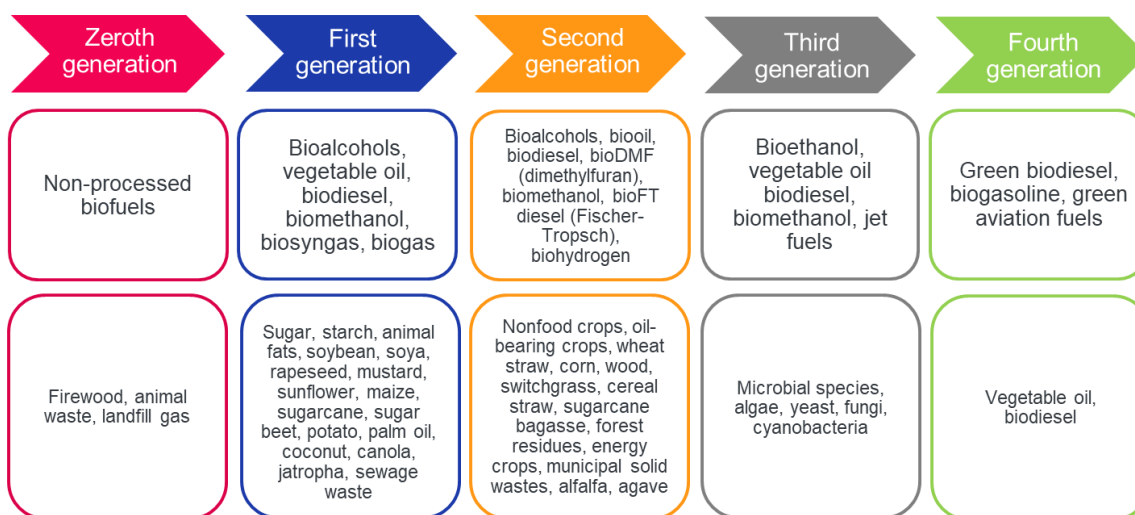 Zeroth
generation
First
generation
Second
generation
Third
generation
Fourth
generation
Non-processed
biofuels
Bioalcohols,
vegetable oil,
biodiesel,
biomethanol,
biosyngas, biogas
Bioalcohols, biooil,
biodiesel, bioDMF
(dimethylfuran),
biomethanol, bioFT
diesel (Fischer-
Tropsch),
biohydrogen
Bioethanol,
vegetable oil
biodiesel,
biomethanol, jet
fuels
Green biodiesel,
biogasoline, green
aviation fuels
Firewood, animal
waste, landfill gas
Sugar, starch, animal
fats, soybean, soya,
rapeseed, mustard,
sunflower, maize,
sugarcane, sugar
beet, potato, palm oil,
coconut, canola,
jatropha, sewage
waste
Nonfood crops, oil-
bearing crops, wheat
straw, corn, wood,
switchgrass, cereal
straw, sugarcane
bagasse, forest
residues, energy
crops, municipal solid
wastes, alfalfa, agave
Microbial species,
algae, yeast, fungi,
cyanobacteria
Vegetable oil,
biodiesel